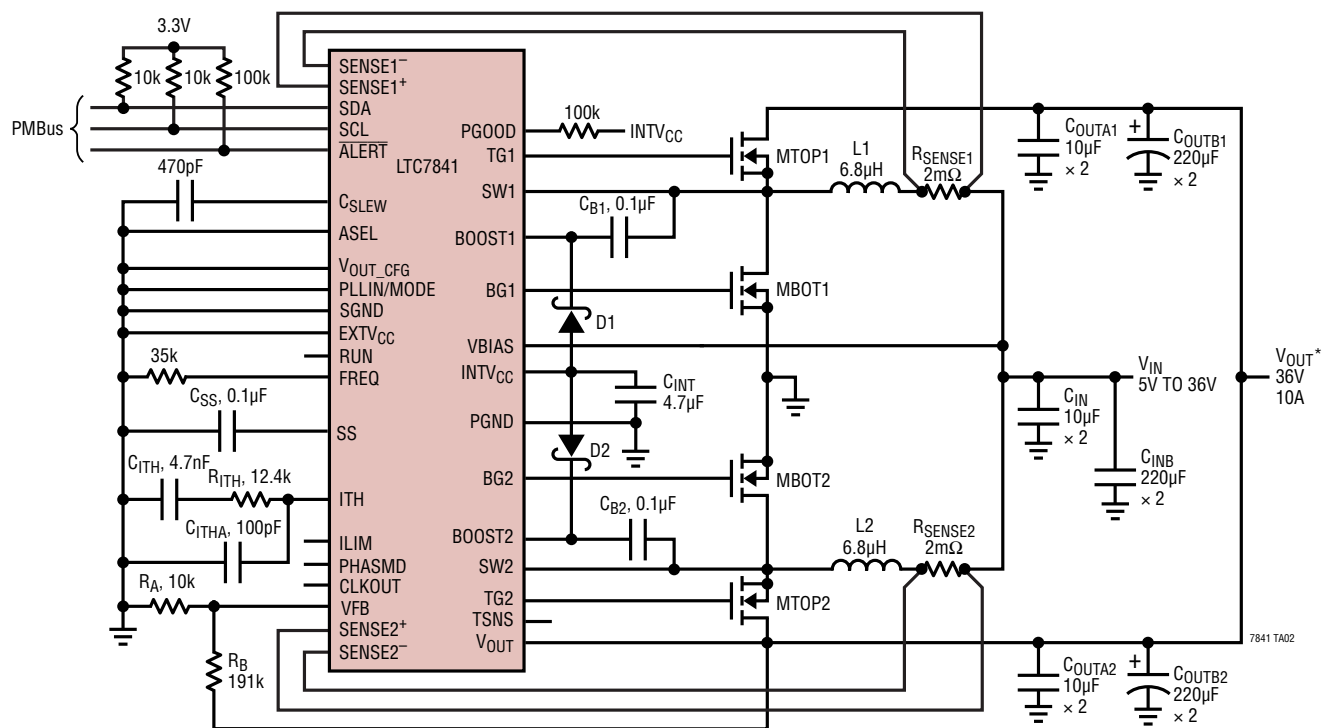 3.3V
10k
10k
100k
PMBus
470pF
35k
C_SS, 0.1µF
C_ITH, 4.7nF
R_ITH, 12.4k
C_ITHA, 100pF
R_A, 10k
R_B
191k
LTC7841
SENSE1⁻
SENSE1⁺
SDA
SCL
A̅L̅E̅R̅T̅
C_SLEW
ASEL
V_OUT_CFG
PLLIN/MODE
SGND
EXTV_CC
RUN
FREQ
SS
ITH
ILIM
PHASMD
CLKOUT
VFB
SENSE2⁺
SENSE2⁻
PGOOD
TG1
SW1
BOOST1
BG1
VBIAS
INTV_CC
PGND
BG2
BOOST2
SW2
TG2
TSNS
V_OUT
100k
INTV_CC
MTOP1
L1
6.8µH
R_SENSE1
2mΩ
C_OUTA1
10µF
× 2
+
C_OUTB1
220µF
× 2
C_B1, 0.1µF
MBOT1
D1
C_INT
4.7µF
D2
V_IN
5V TO 36V
V_OUT*
36V
10A
C_IN
10µF
× 2
C_INB
220µF
× 2
MBOT2
C_B2, 0.1µF
L2
6.8µH
R_SENSE2
2mΩ
MTOP2
7841 TA02
C_OUTA2
10µF
× 2
+
C_OUTB2
220µF
× 2